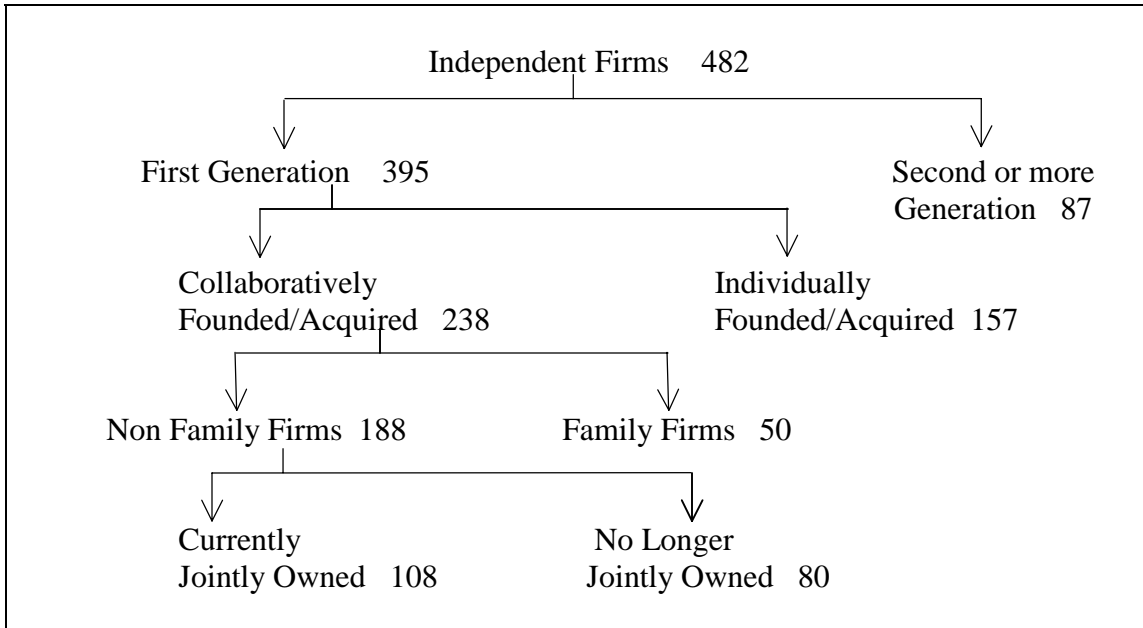 Independent Firms 482
First Generation 395
Second or more
Generation 87
Collaboratively
Founded/Acquired 238
Individually
Founded/Acquired 157
Non Family Firms 188
Family Firms 50
Currently
Jointly Owned 108
No Longer
Jointly Owned 80